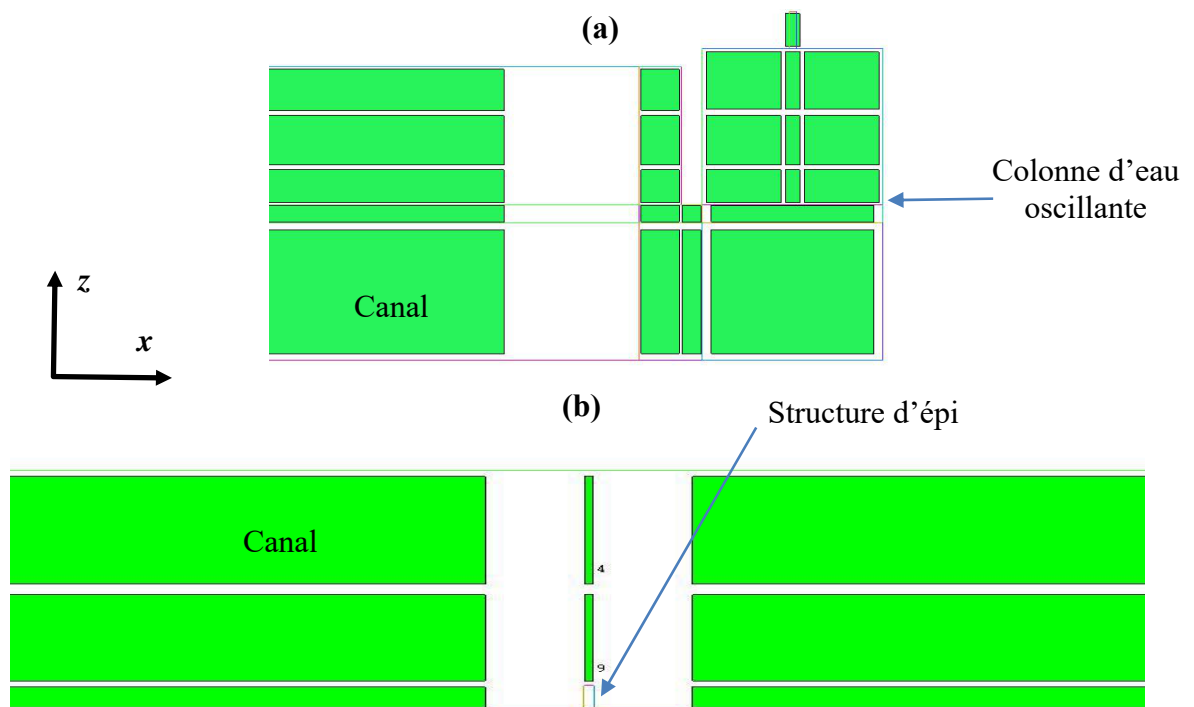 (a)
Colonne d’eau
oscillante
z
Canal
x
(b)
Structure d’épi
Canal
4
9